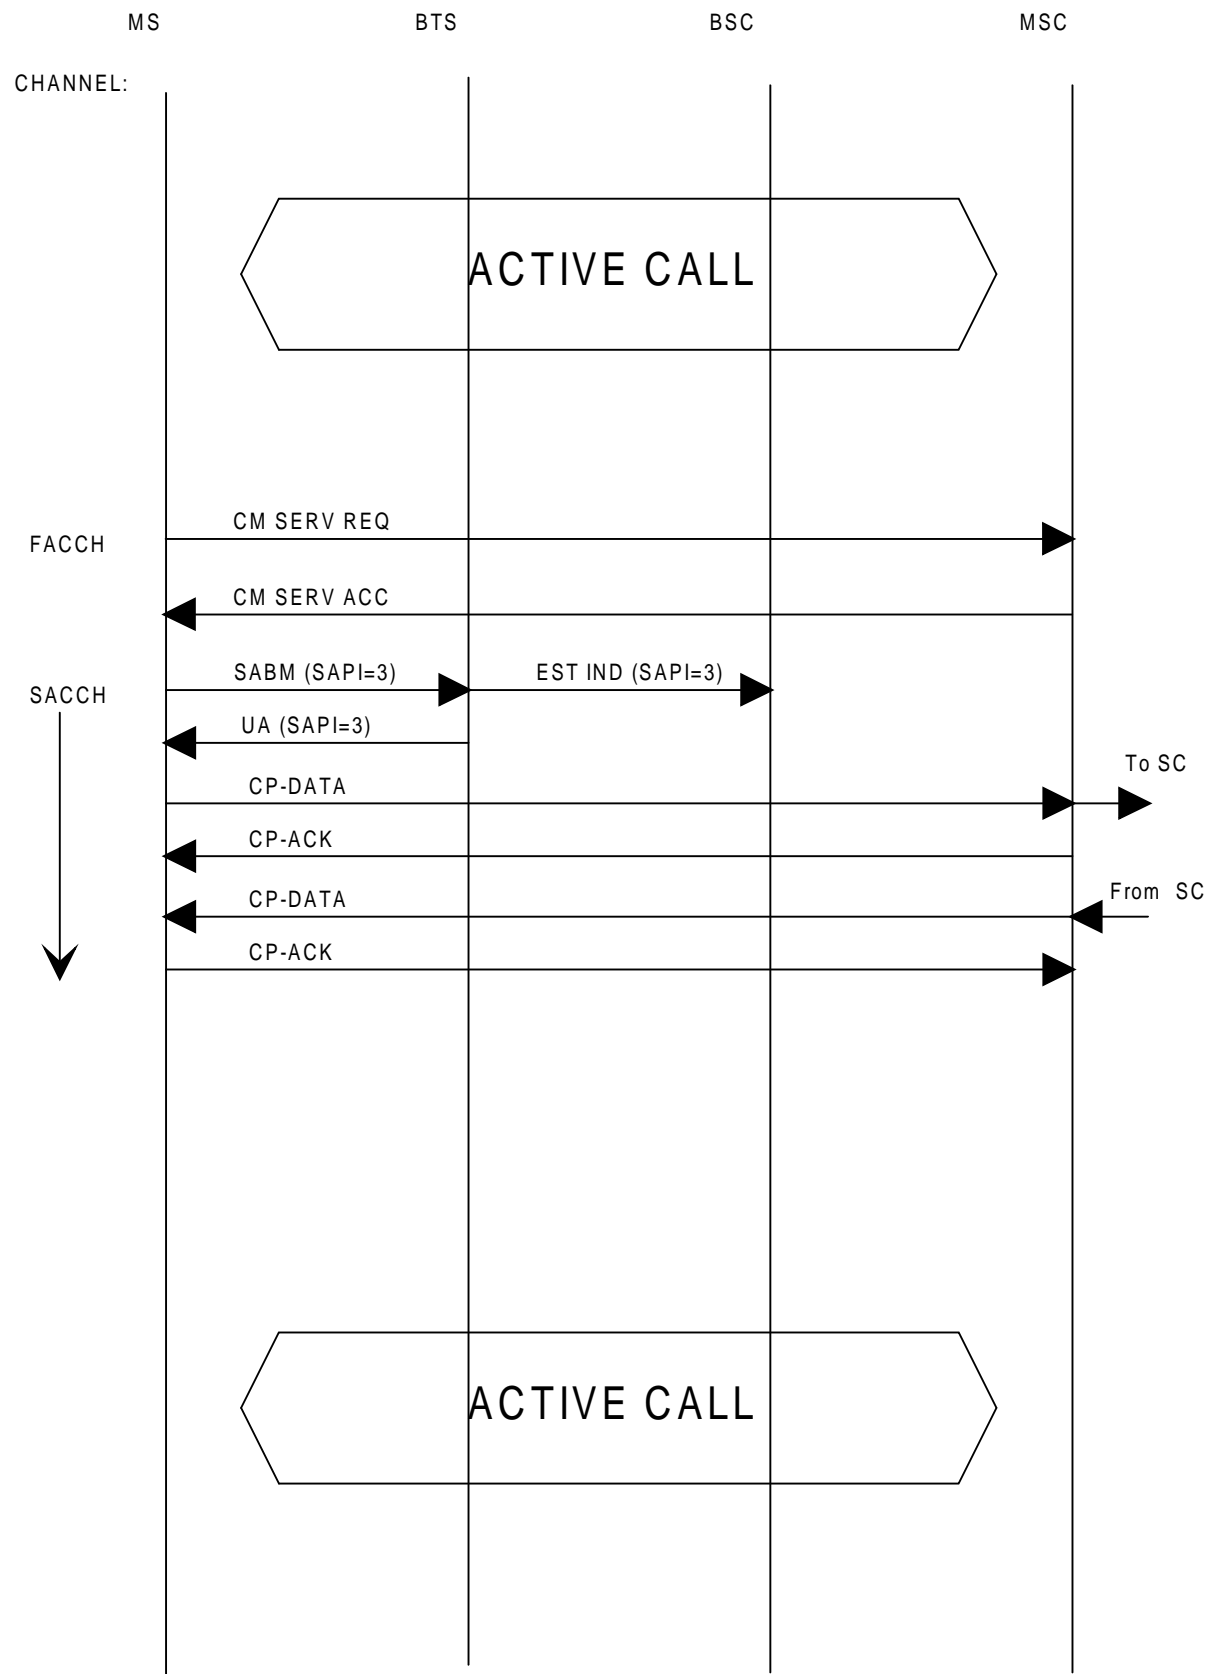 MS BTS BSC MSC
CHANNEL:
ACTIVE CALL
CM SERV REQ
FACCH
CM SERV ACC
SABM (SAPI=3) EST IND (SAPI=3)
SACCH
UA (SAPI=3)
To SC
CP-DATA
CP-ACK
From SC
CP-DATA
CP-ACK
ACTIVE CALL